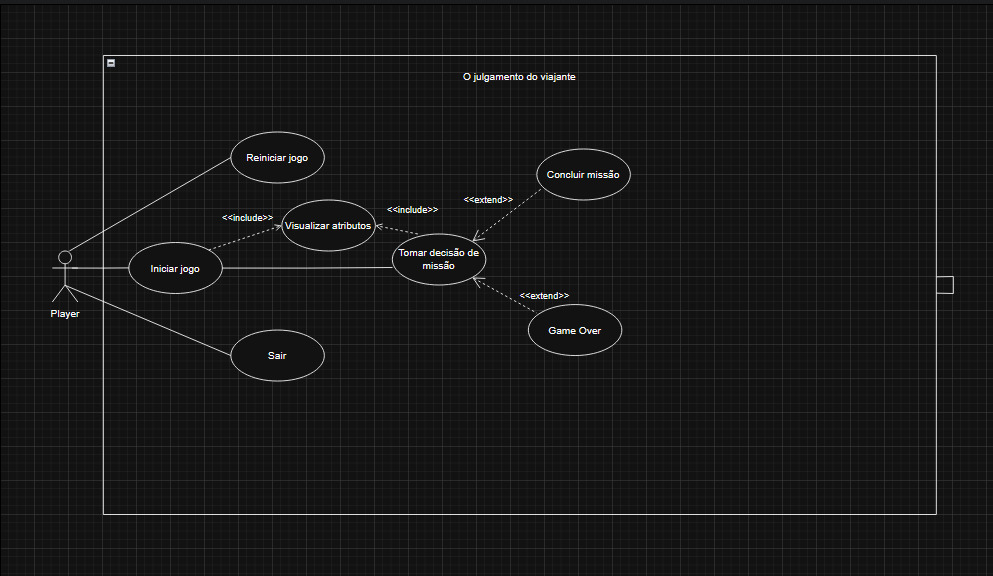 O julgamento do viajante
Reiniciar jogo
Concluir missão
<<extend>>
<<include>>
<<include>>
Visualizar atributos
Tomar decisão de
missão
Iniciar jogo
<<extend>>
Player
Game Over
Sair